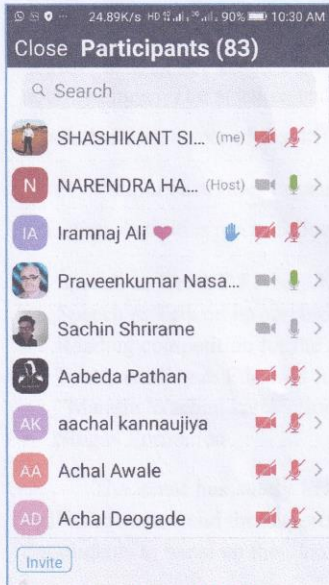 24.89K/s HD 90% 10:30 AM
Close Participants (83)
Search
SHASHIKANT SI... (me)
N NARENDRA HA... (Host)
IA Iramnaj Ali
Praveenkumar Nasa...
Sachin Shrirame
Aabeda Pathan
AK aachal kannaujiya
AA Achal Awale
AD Achal Deogade
Invite